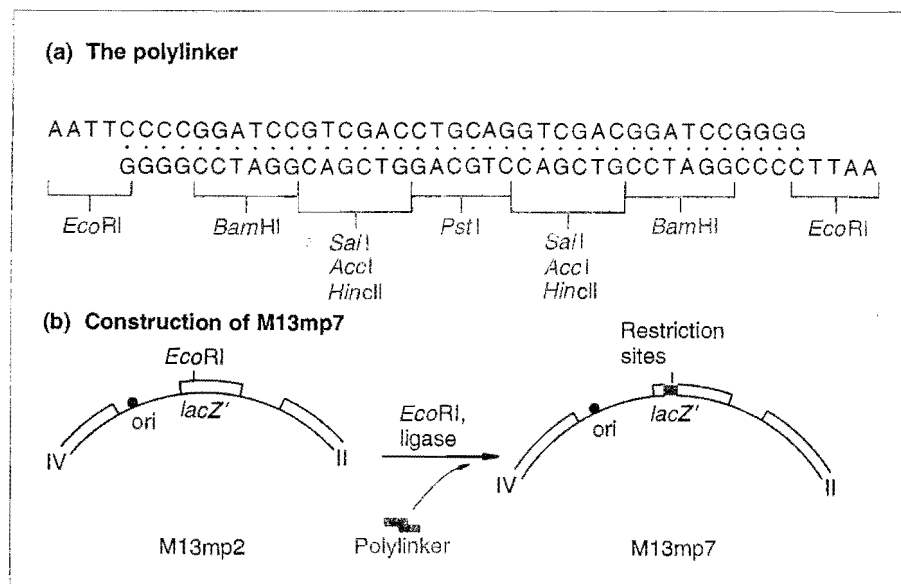 (a) The polylinker
AATTCCCCGGATCCGTCGACCTGCAGGTCGACGGATCCGGGG
GGGGCCTAGGCAGCTGGACGTCCAGCTGCCTAGGCCCCTTAA
EcoRI BamHI SalI PstI SalI BamHI EcoRI
AccI AccI
HincII HincII
(b) Construction of M13mp7
EcoRI
Restriction
sites
ori lacZ'
EcoRI,
ligase
ori lacZ'
IV II
IV II
Polylinker
M13mp2
M13mp7